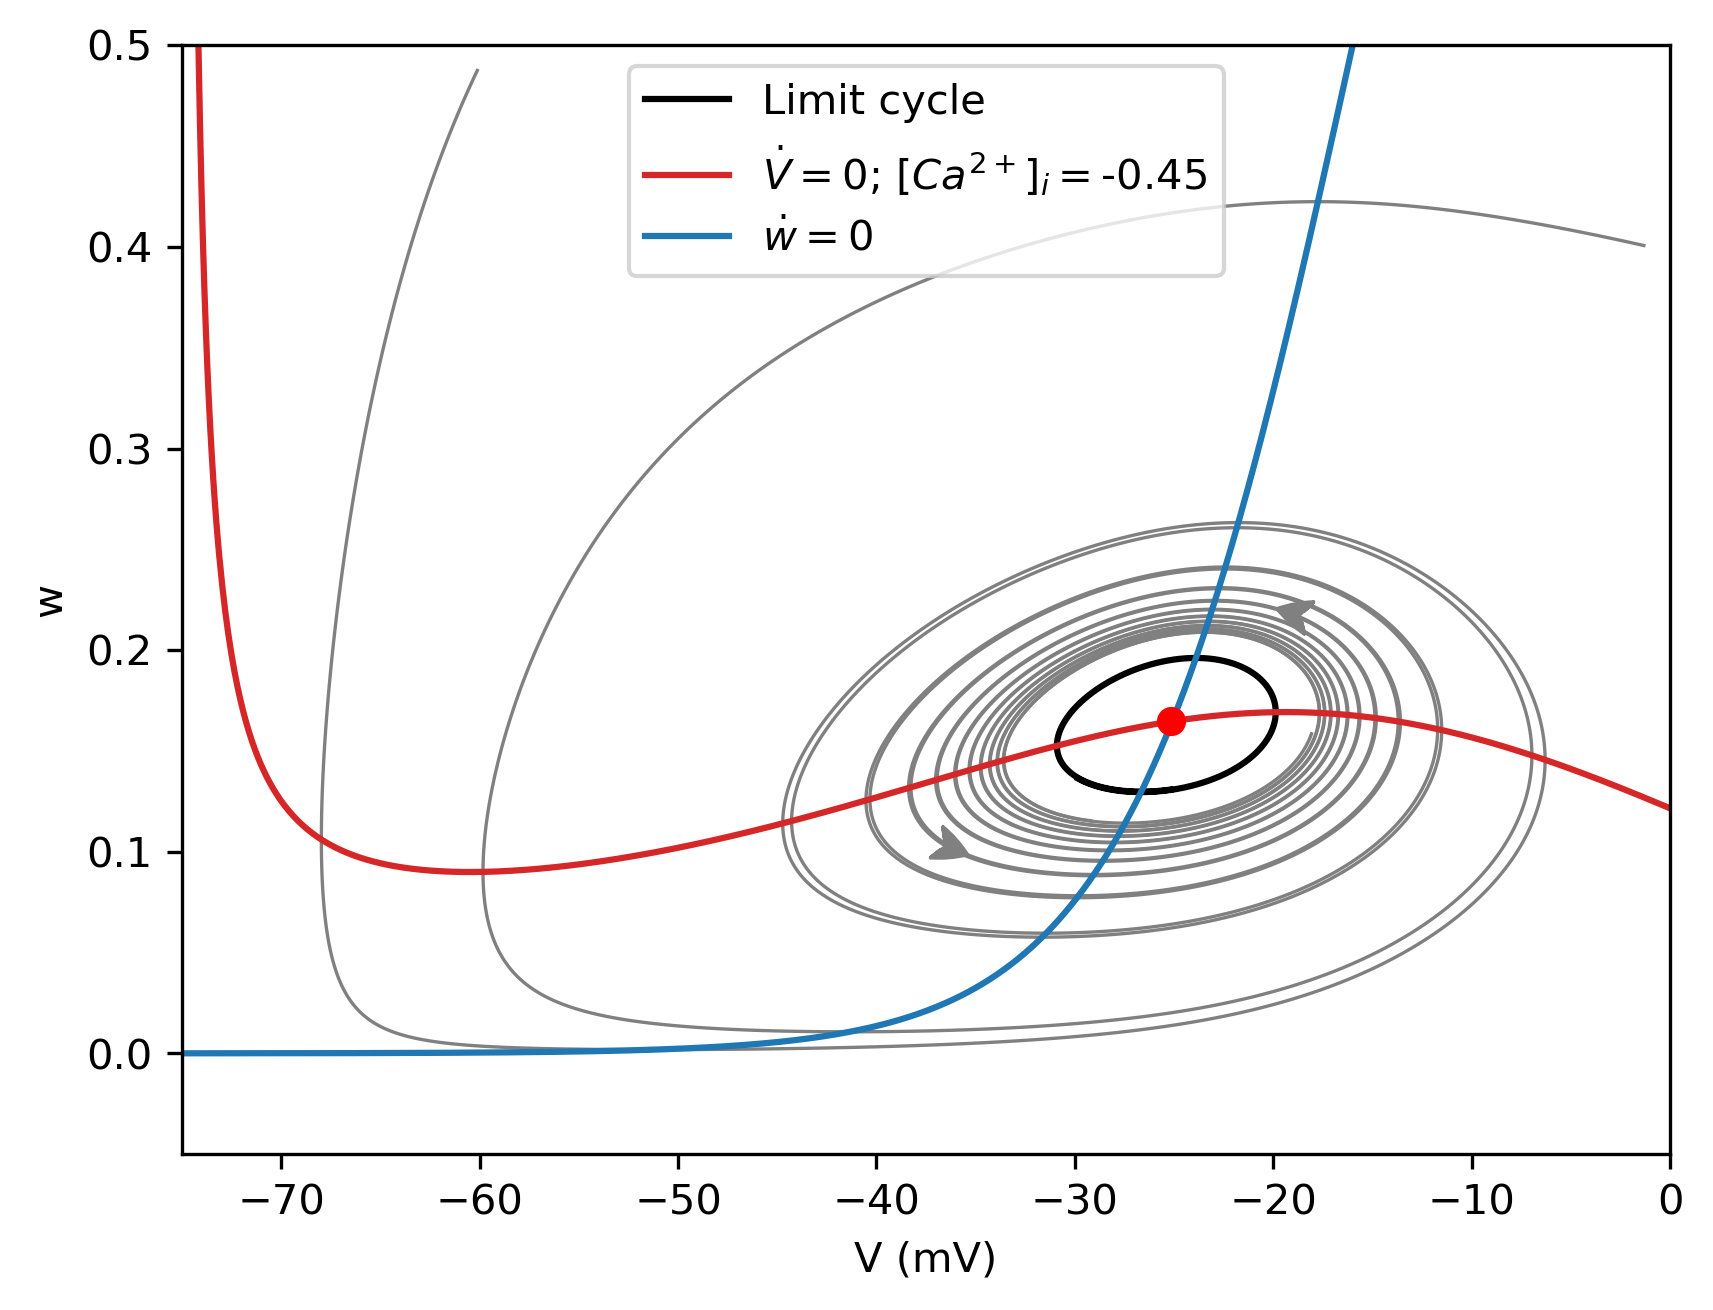 0.5
0.4
0.3
0.2
0.1
0.0
w
Limit cycle
V̇ = 0; [Ca²⁺]ᵢ = -0.45
ẇ = 0
−70 −60 −50 −40 −30 −20 −10 0
V (mV)